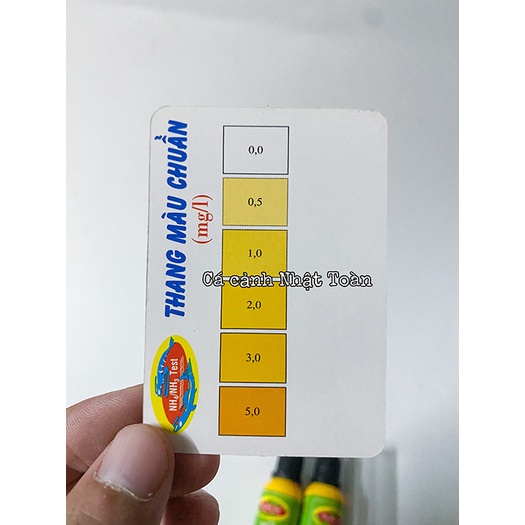 THANG MÀU CHUẨN
(mg/l)
NH₄/NH₃ Test
0,0
0,5
1,0
Cá cảnh Nhật Toàn
2,0
3,0
5,0